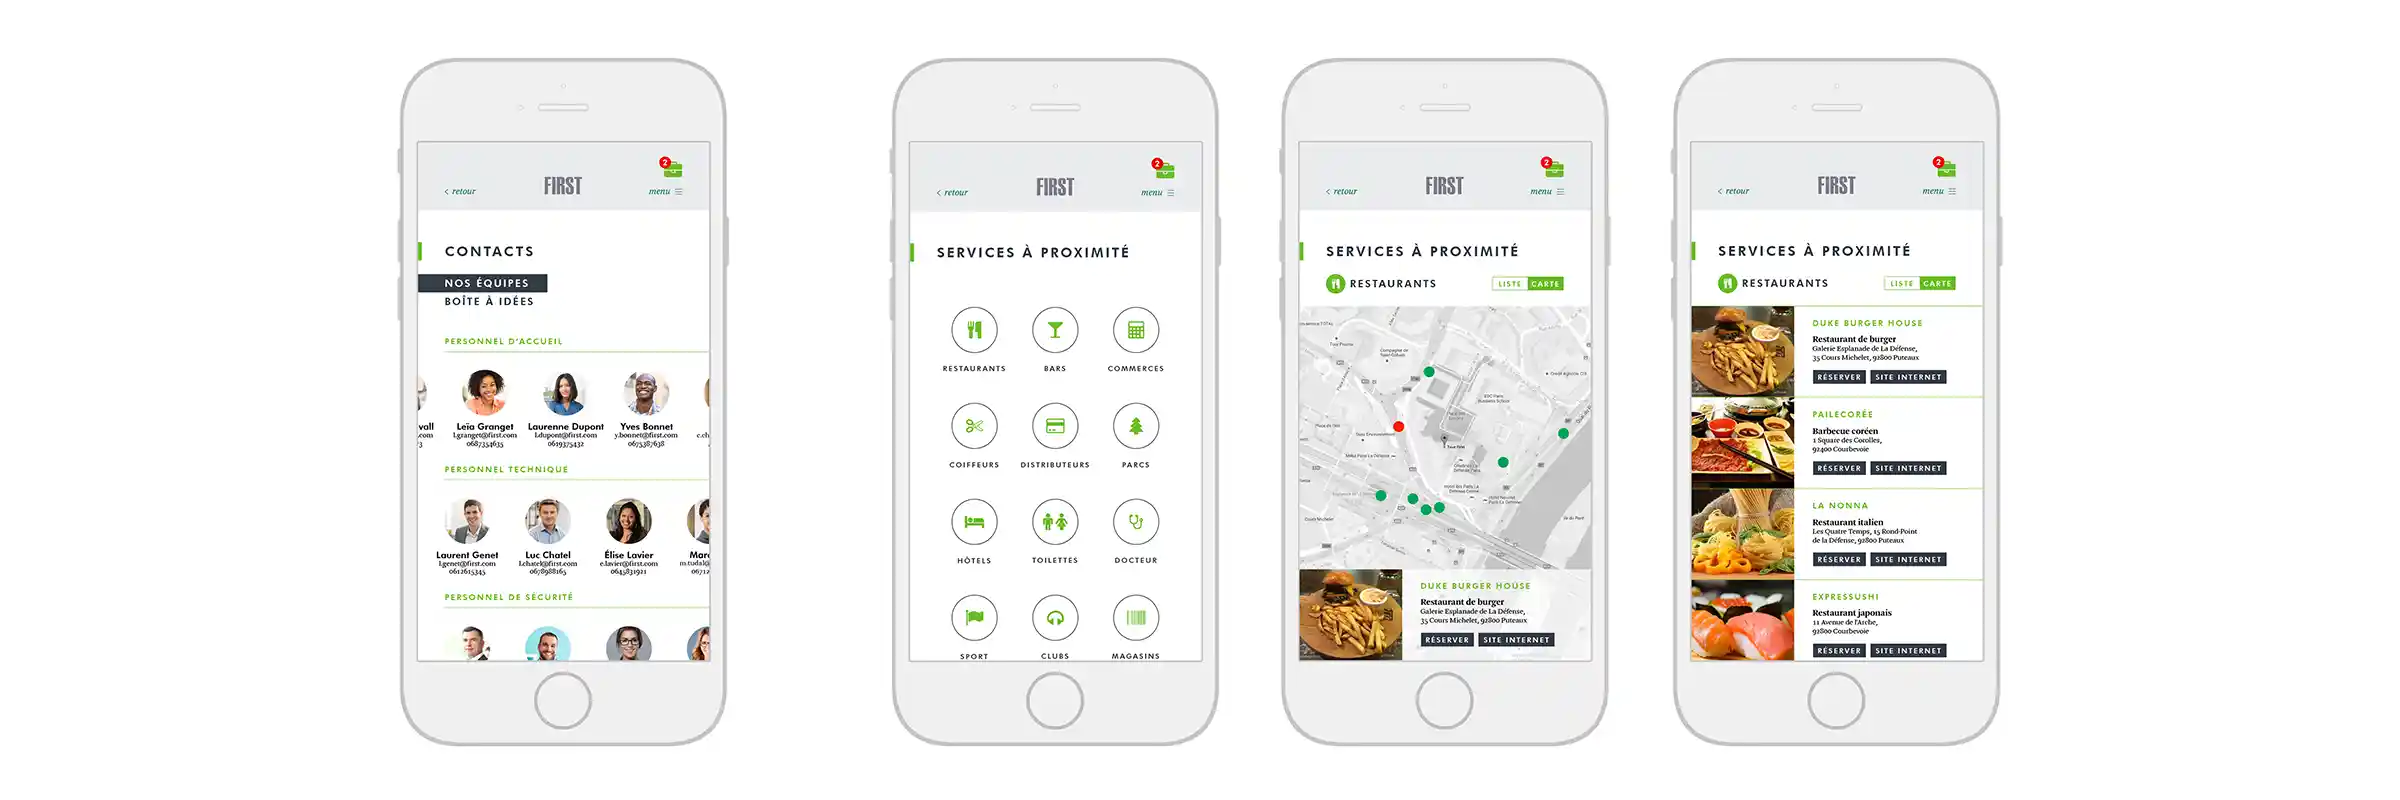 2
< retour
FIRST
menu
CONTACTS
NOS ÉQUIPES
BOÎTE À IDÉES
PERSONNEL D'ACCUEIL
vall Leïa Granget Laurenne Dupont Yves Bonnet
.com l.granget@first.com l.dupont@first.com y.bonnet@first.com e.ch
3 0687354635 0619375432 0675387638
PERSONNEL TECHNIQUE
Laurent Genet Luc Chatel Élise Lavier Marc
l.genet@first.com l.chatel@first.com e.lavier@first.com m.tudal@
0612615345 0678988165 0645831921 06712
PERSONNEL DE SÉCURITÉ
2
< retour
FIRST
menu
SERVICES À PROXIMITÉ
RESTAURANTS BARS COMMERCES
COIFFEURS DISTRIBUTEURS PARCS
HÔTELS TOILETTES DOCTEUR
SPORT CLUBS MAGASINS
2
< retour
FIRST
menu
SERVICES À PROXIMITÉ
RESTAURANTS
LISTE CARTE
DUKE BURGER HOUSE
Restaurant de burger
Galerie Esplanade de La Défense,
35 Cours Michelet, 92800 Puteaux
RÉSERVER SITE INTERNET
2
< retour
FIRST
menu
SERVICES À PROXIMITÉ
RESTAURANTS
LISTE CARTE
DUKE BURGER HOUSE
Restaurant de burger
Galerie Esplanade de La Défense,
35 Cours Michelet, 92800 Puteaux
RÉSERVER SITE INTERNET
PAILECORÉE
Barbecue coréen
1 Square des Corolles,
92400 Courbevoie
RÉSERVER SITE INTERNET
LA NONNA
Restaurant italien
Les Quatre Temps, 15 Rond-Point
de la Défense, 92800 Puteaux
RÉSERVER SITE INTERNET
EXPRESSUSHI
Restaurant japonais
11 Avenue de l'Arche,
92800 Courbevoie
RÉSERVER SITE INTERNET